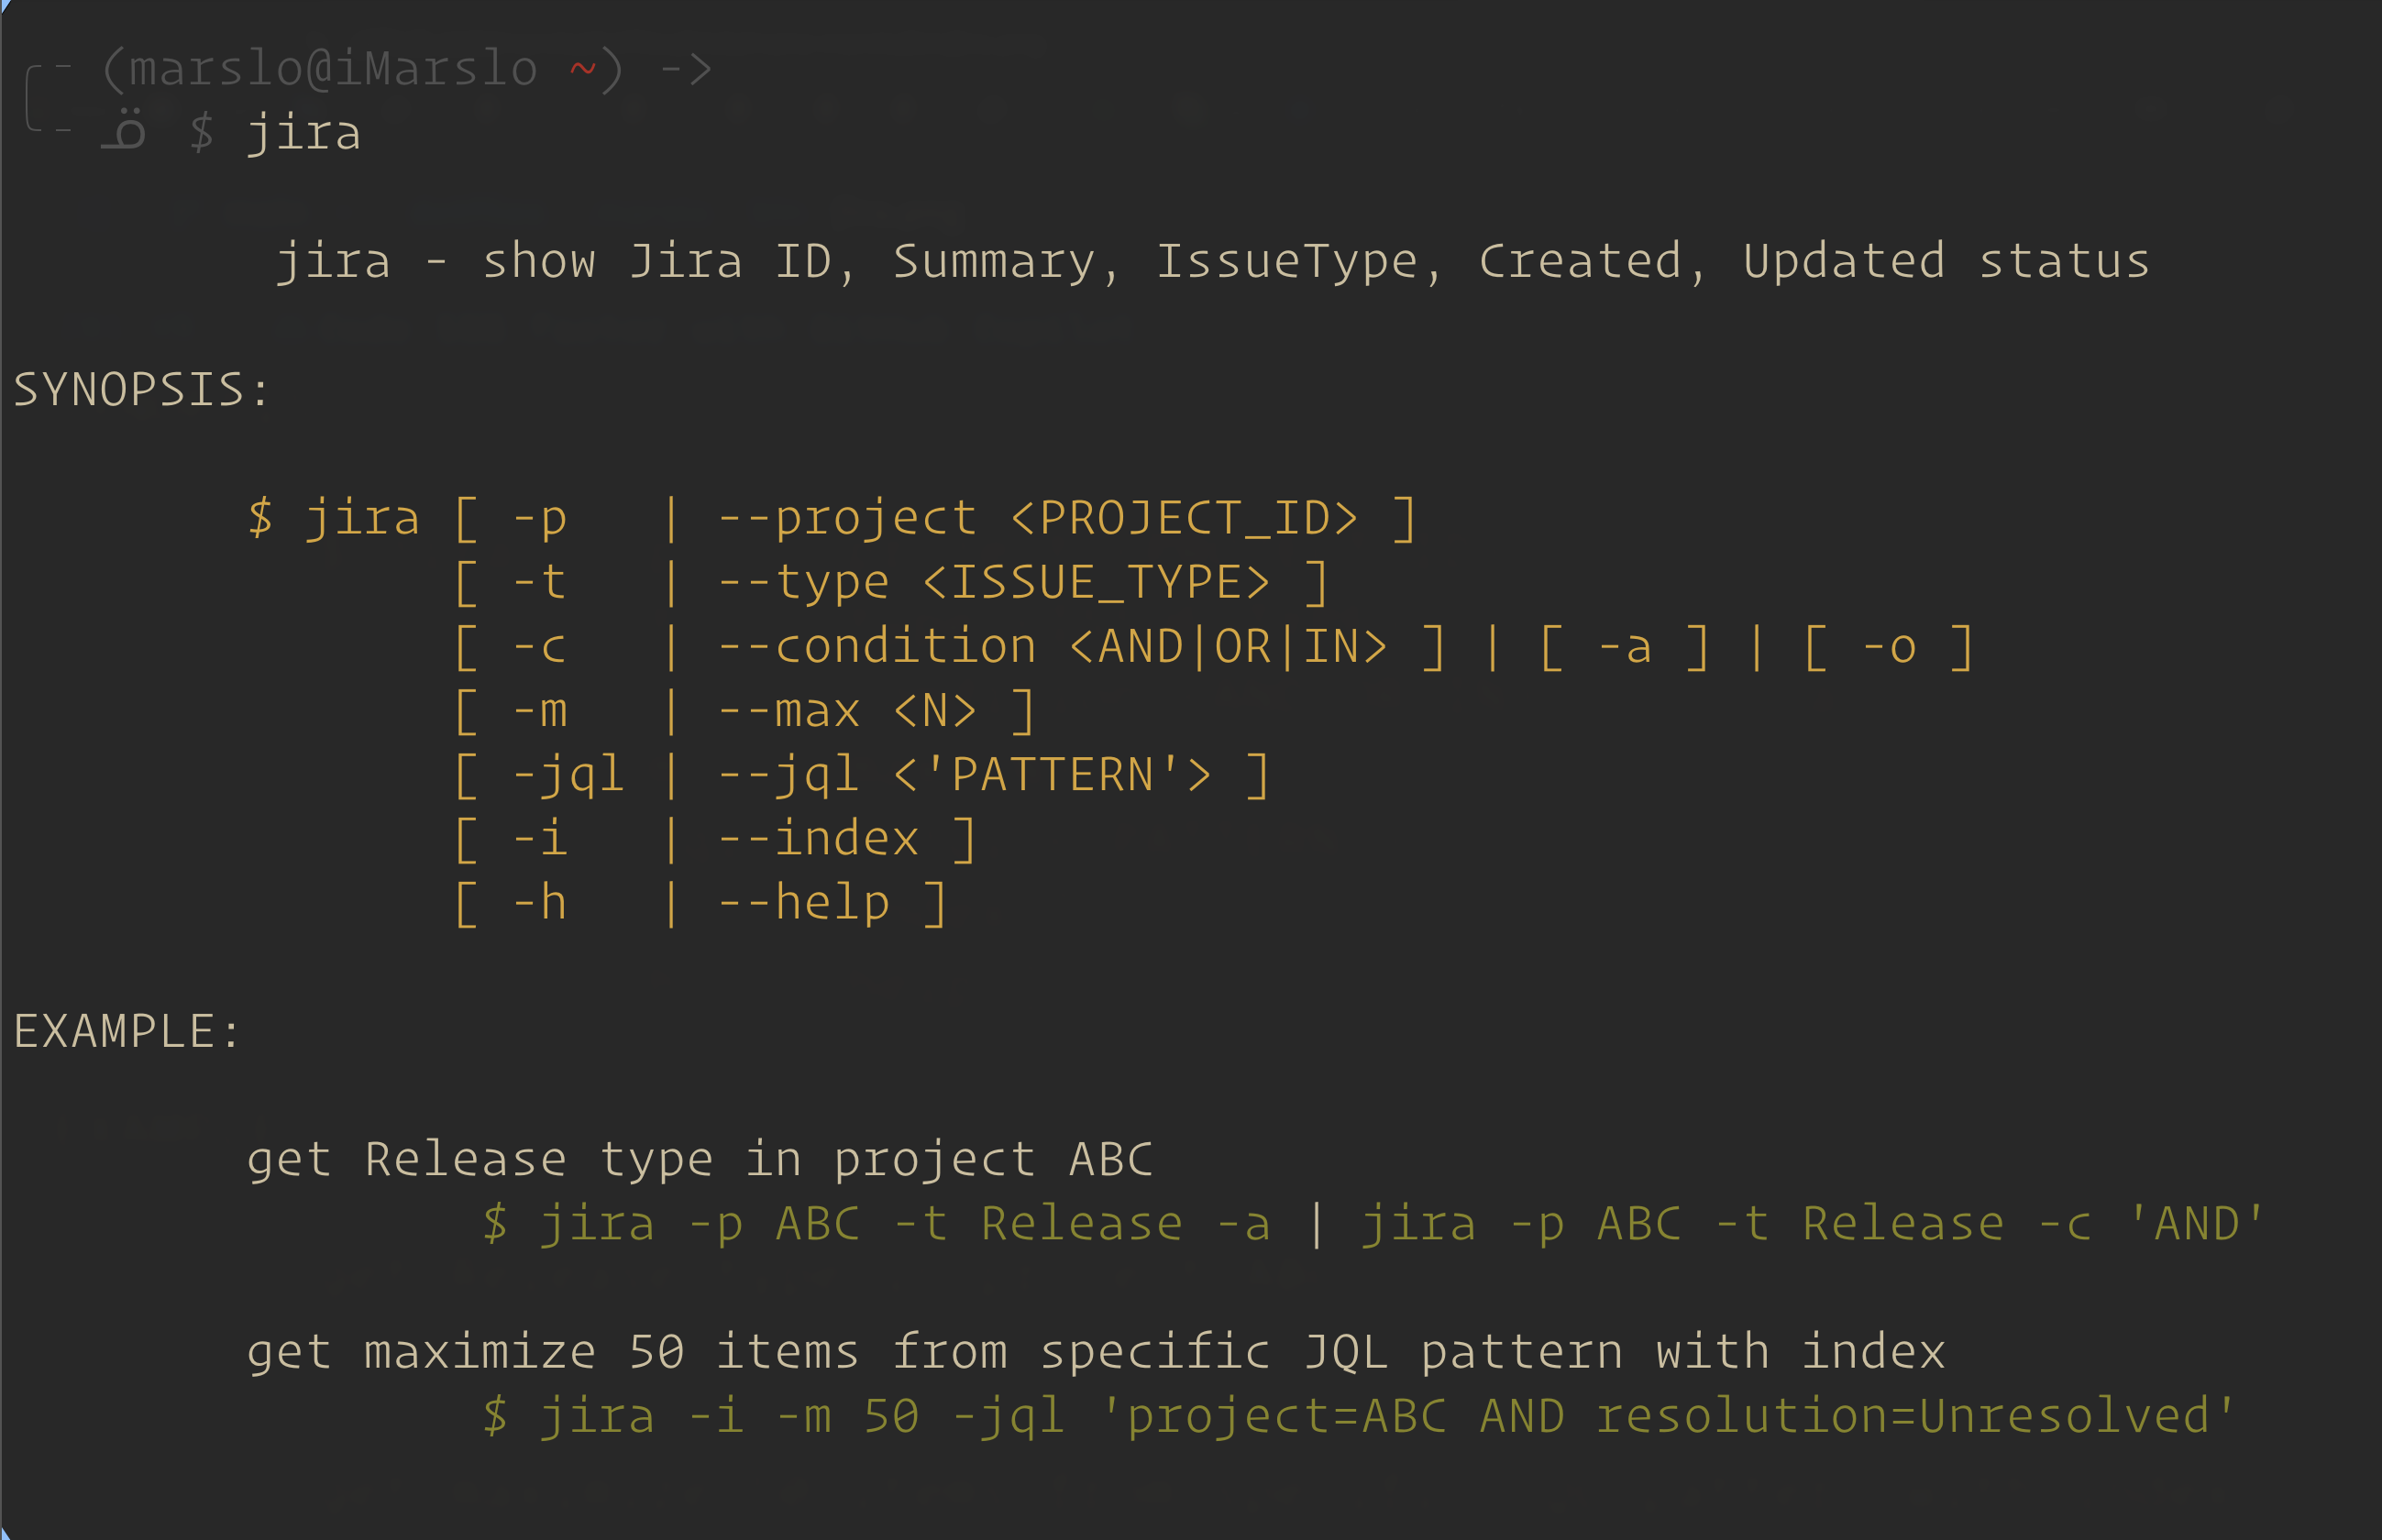 (marslo@iMarslo ~) ->
$ jira
jira - show Jira ID, Summary, IssueType, Created, Updated status
SYNOPSIS:
$ jira [ -p | --project <PROJECT_ID> ]
[ -t | --type <ISSUE_TYPE> ]
[ -c | --condition <AND|OR|IN> ] | [ -a ] | [ -o ]
[ -m | --max <N> ]
[ -jql | --jql <'PATTERN'> ]
[ -i | --index ]
[ -h | --help ]
EXAMPLE:
get Release type in project ABC
$ jira -p ABC -t Release -a | jira -p ABC -t Release -c 'AND'
get maximize 50 items from specific JQL pattern with index
$ jira -i -m 50 -jql 'project=ABC AND resolution=Unresolved'